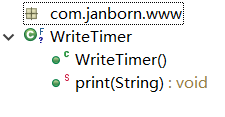 com.janborn.www
WriteTimer
WriteTimer()
print(String) : void